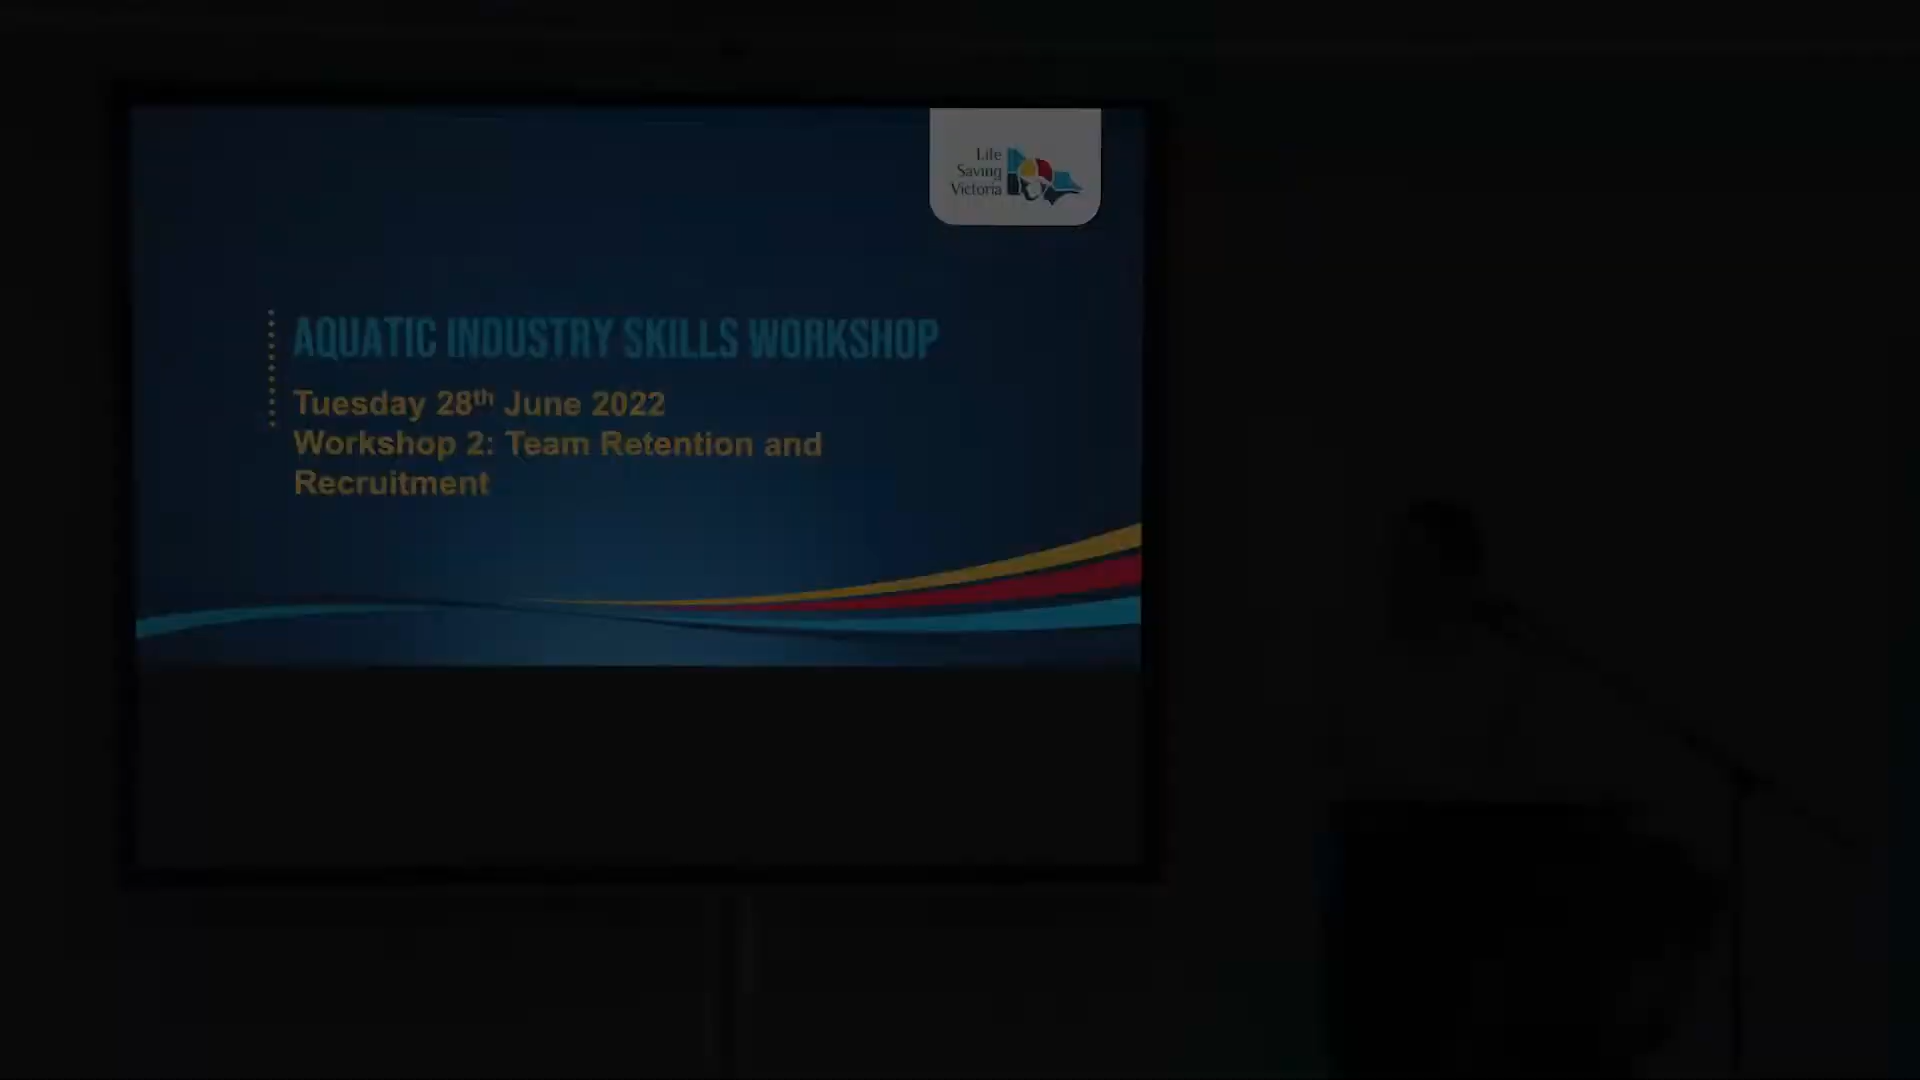 Life
Saving
Victoria
AQUATIC INDUSTRY SKILLS WORKSHOP
Tuesday 28th June 2022
Workshop 2: Team Retention and
Recruitment